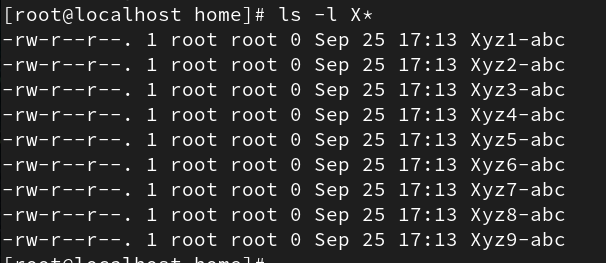 [root@localhost home]# ls -l X*
-rw-r--r--. 1 root root 0 Sep 25 17:13 Xyz1-abc
-rw-r--r--. 1 root root 0 Sep 25 17:13 Xyz2-abc
-rw-r--r--. 1 root root 0 Sep 25 17:13 Xyz3-abc
-rw-r--r--. 1 root root 0 Sep 25 17:13 Xyz4-abc
-rw-r--r--. 1 root root 0 Sep 25 17:13 Xyz5-abc
-rw-r--r--. 1 root root 0 Sep 25 17:13 Xyz6-abc
-rw-r--r--. 1 root root 0 Sep 25 17:13 Xyz7-abc
-rw-r--r--. 1 root root 0 Sep 25 17:13 Xyz8-abc
-rw-r--r--. 1 root root 0 Sep 25 17:13 Xyz9-abc
[root@localhost home]#